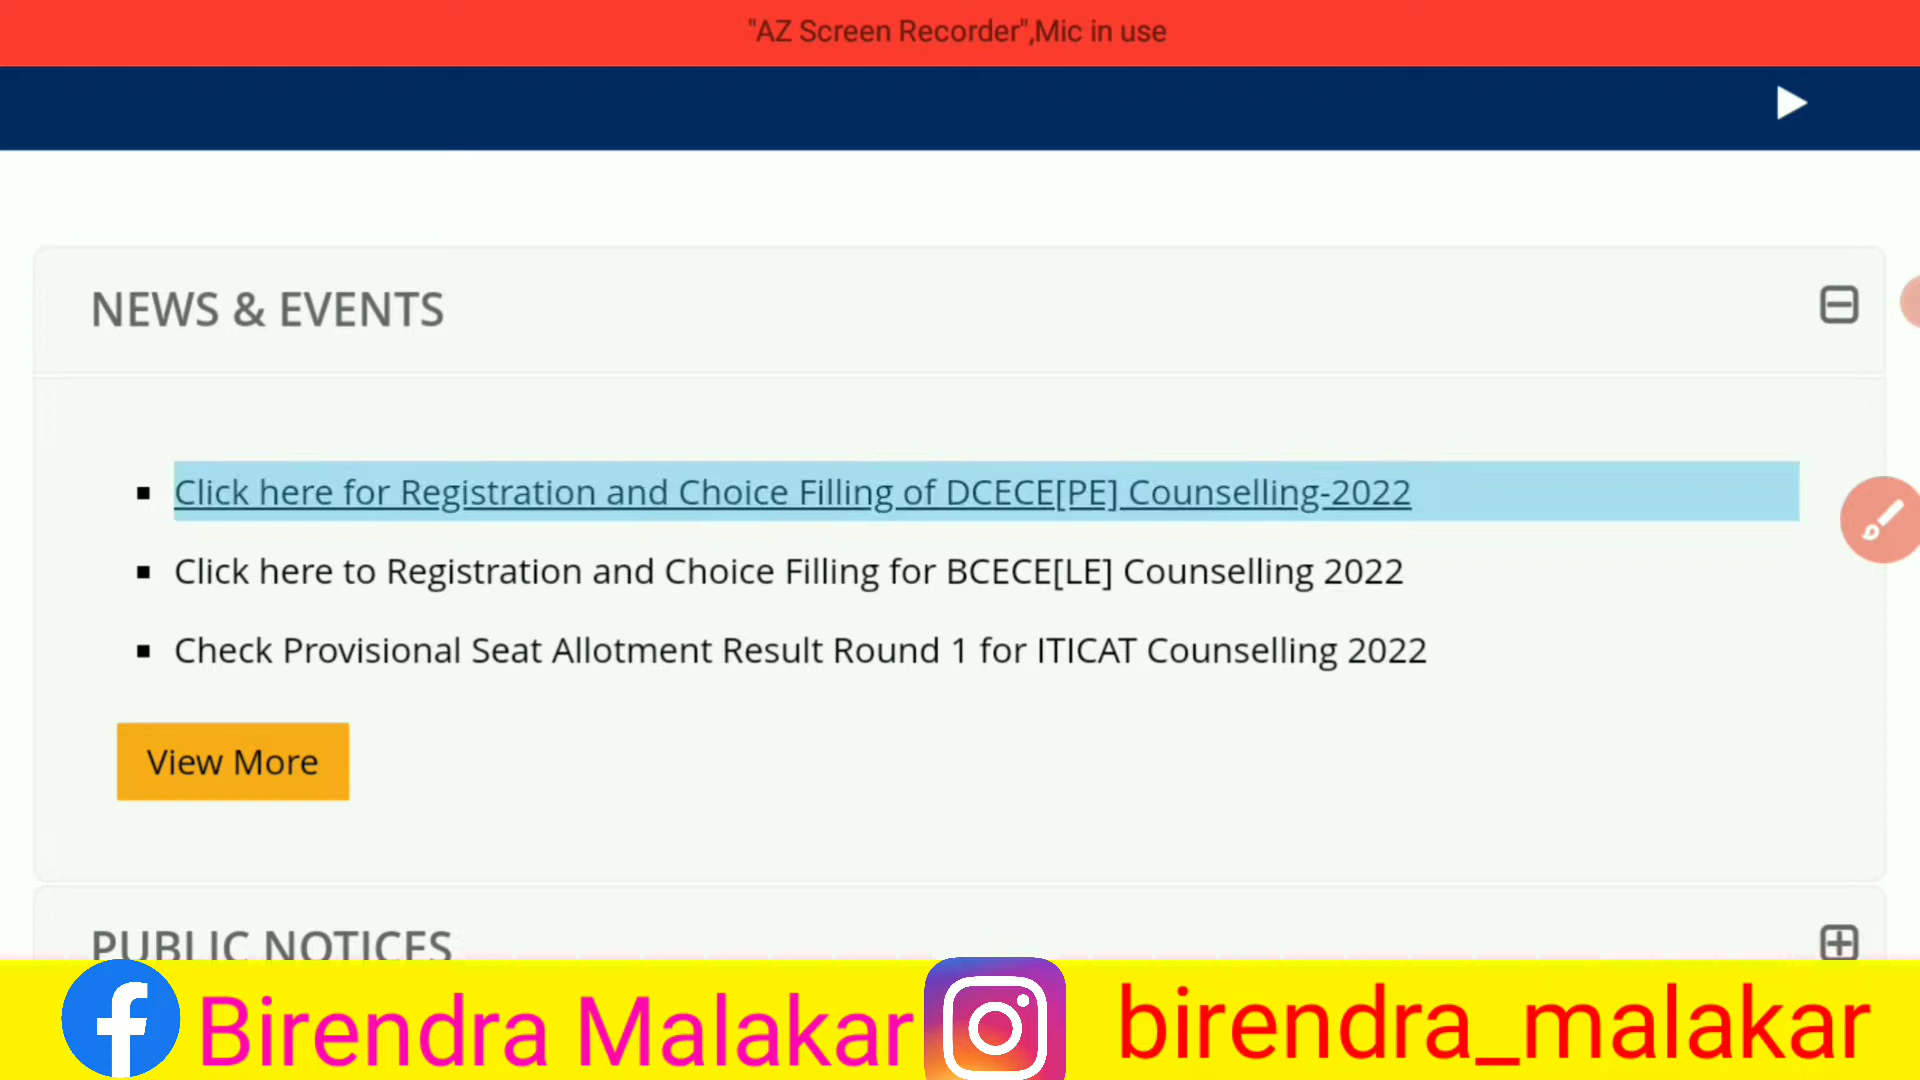 "AZ Screen Recorder",Mic in use
NEWS & EVENTS
Click here for Registration and Choice Filling of DCECE[PE] Counselling-2022
Click here to Registration and Choice Filling for BCECE[LE] Counselling 2022
Check Provisional Seat Allotment Result Round 1 for ITICAT Counselling 2022
View More
PUBLIC NOTICES
Birendra Malakar
birendra_malakar